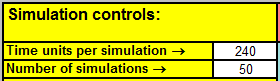 Simulation controls:
Time units per simulation → 240
Number of simulations → 50